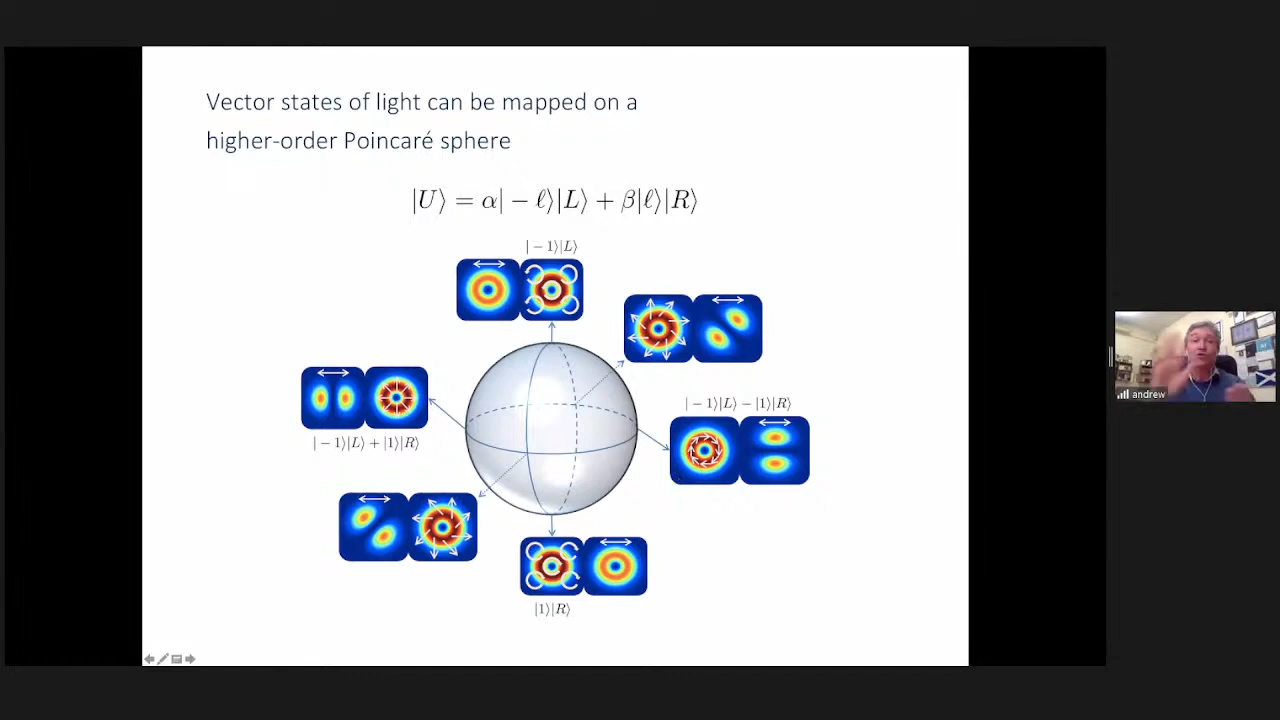 Vector states of light can be mapped on a
higher-order Poincaré sphere
|U⟩ = α| − ℓ⟩|L⟩ + β|ℓ⟩|R⟩
| − 1⟩|L⟩
| − 1⟩|L⟩ − |1⟩|R⟩
| − 1⟩|L⟩ + |1⟩|R⟩
|1⟩|R⟩
andrew